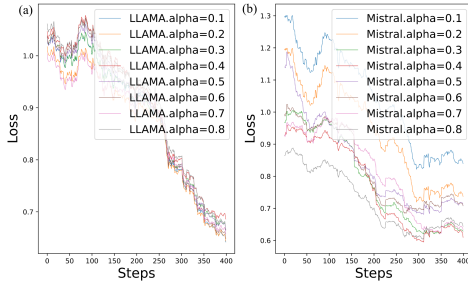 (a)
LLAMA.alpha=0.1
LLAMA.alpha=0.2
LLAMA.alpha=0.3
LLAMA.alpha=0.4
LLAMA.alpha=0.5
LLAMA.alpha=0.6
LLAMA.alpha=0.7
LLAMA.alpha=0.8
1.0
0.9
0.8
0.7
Loss
0 50 100 150 200 250 300 350 400
Steps
(b)
Mistral.alpha=0.1
Mistral.alpha=0.2
Mistral.alpha=0.3
Mistral.alpha=0.4
Mistral.alpha=0.5
Mistral.alpha=0.6
Mistral.alpha=0.7
Mistral.alpha=0.8
1.3
1.2
1.1
1.0
0.9
0.8
0.7
0.6
Loss
0 50 100 150 200 250 300 350 400
Steps